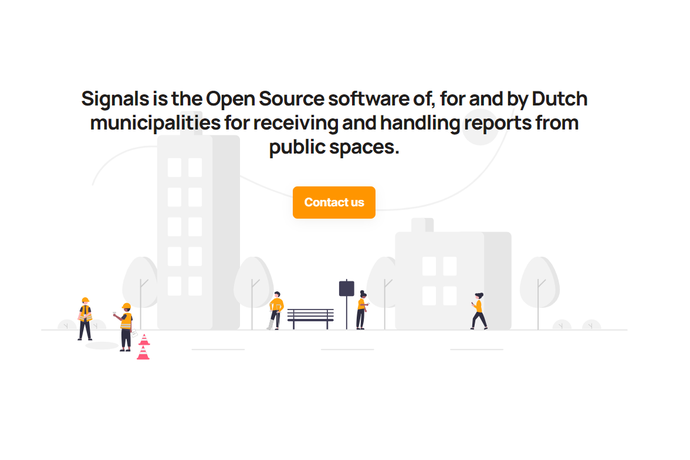 Signals is the Open Source software of, for and by Dutch
municipalities for receiving and handling reports from
public spaces.
Contact us